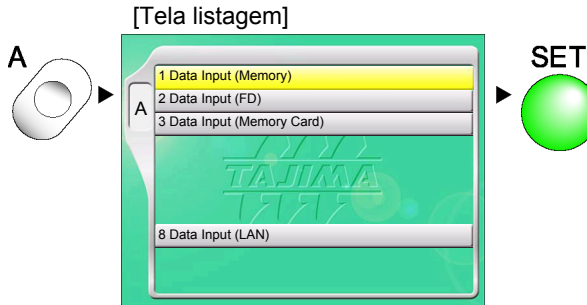 [Tela listagem]
A
SET
A
1 Data Input (Memory)
2 Data Input (FD)
3 Data Input (Memory Card)
TAJIMA
8 Data Input (LAN)